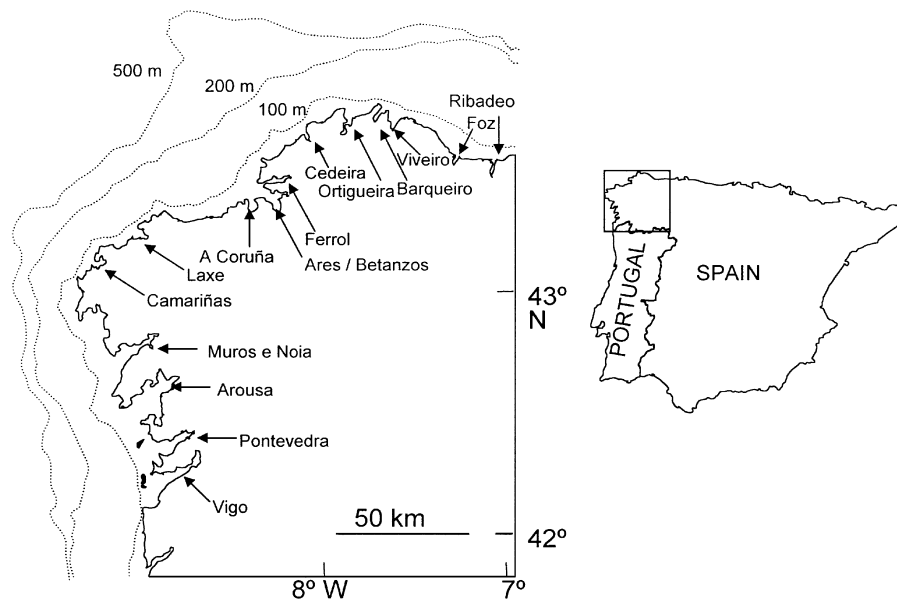 500 m
200 m
100 m
Ribadeo
Foz
Viveiro
Cedeira
Barqueiro
Ortigueira
Ferrol
A Coruña
Ares / Betanzos
Laxe
Camariñas
43º
N
Muros e Noia
Arousa
Pontevedra
Vigo
50 km
42º
8º W
7º
PORTUGAL
SPAIN